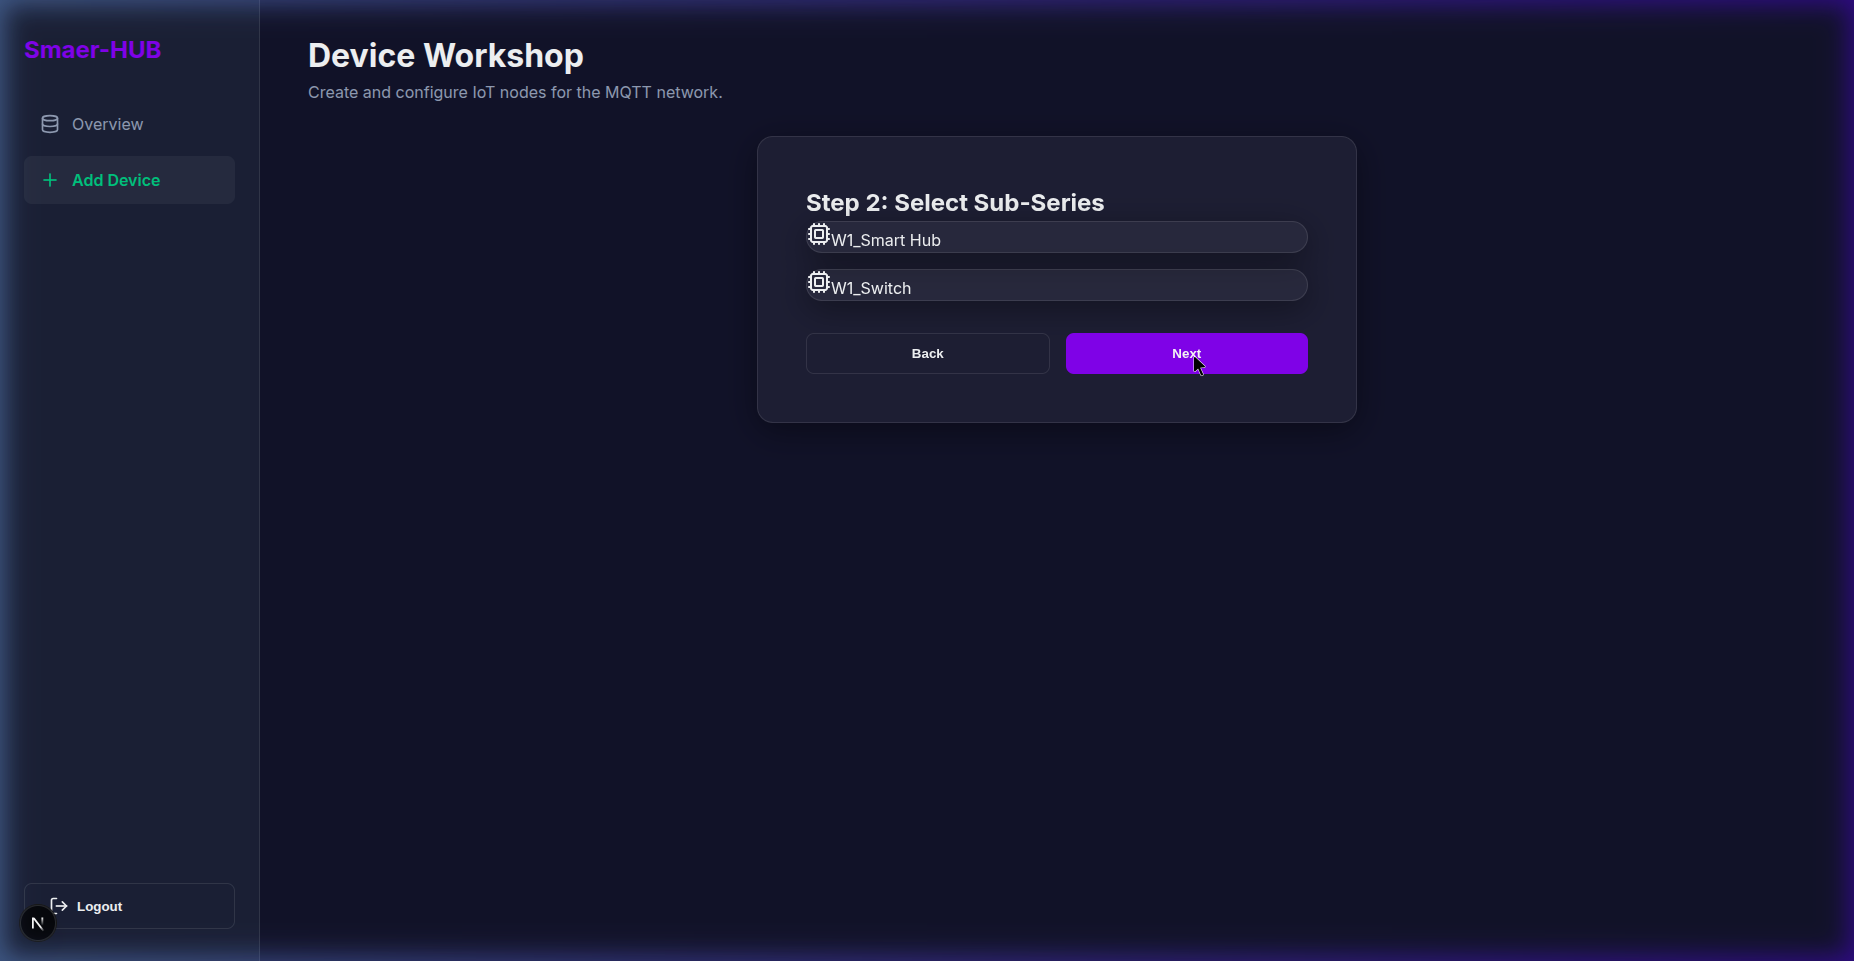 Smaer-HUB
Overview
Add Device
Logout
N
Device Workshop
Create and configure IoT nodes for the MQTT network.
Step 2: Select Sub-Series
W1_Smart Hub
W1_Switch
Back
Next